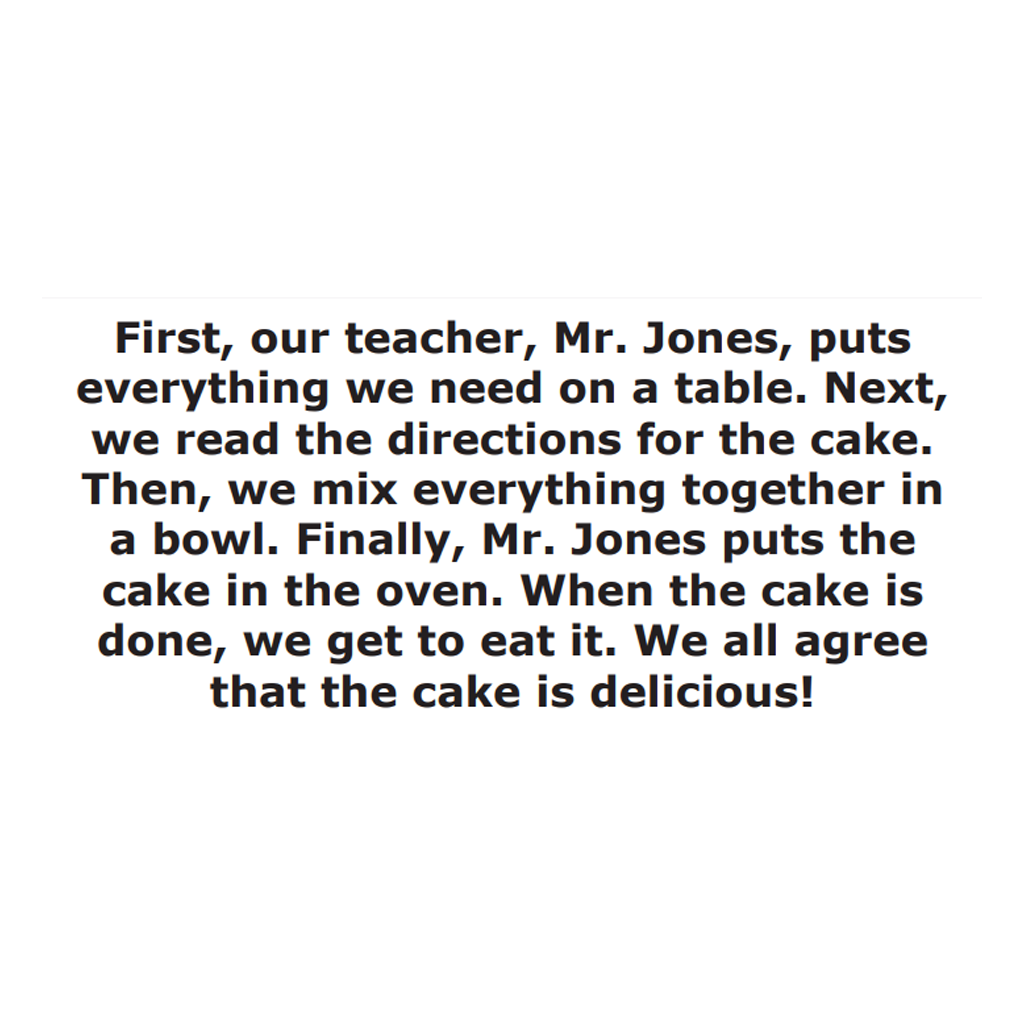 First, our teacher, Mr. Jones, puts
everything we need on a table. Next,
we read the directions for the cake.
Then, we mix everything together in
a bowl. Finally, Mr. Jones puts the
cake in the oven. When the cake is
done, we get to eat it. We all agree
that the cake is delicious!